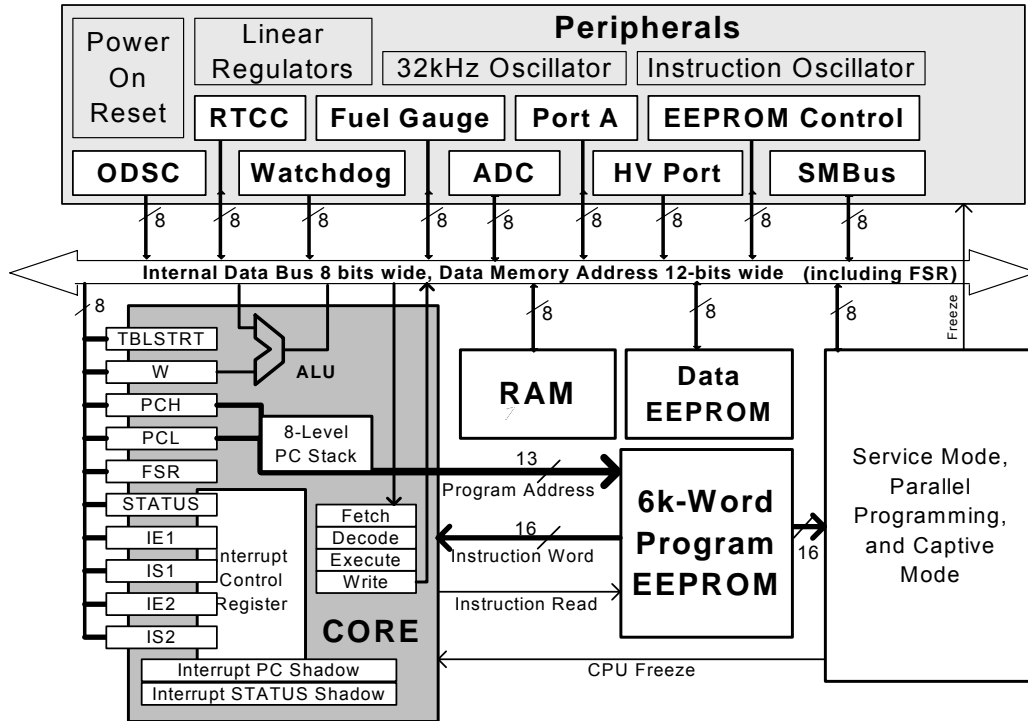 Peripherals
Power
On
Reset
Linear
Regulators
32kHz Oscillator
Instruction Oscillator
RTCC
Fuel Gauge
Port A
EEPROM Control
ODSC
Watchdog
ADC
HV Port
SMBus
8
8
8
8
8
8
8
8
8
Internal Data Bus 8 bits wide, Data Memory Address 12-bits wide (including FSR)
8
8
8
8
Freeze
TBLSTRT
W
PCH
PCL
FSR
STATUS
IE1
IS1
IE2
IS2
ALU
8-Level
PC Stack
Fetch
Decode
Execute
Write
Interrupt
Control
Register
CORE
Interrupt PC Shadow
Interrupt STATUS Shadow
RAM
Data
EEPROM
13
Program Address
16
Instruction Word
Instruction Read
6k-Word
Program
EEPROM
16
Service Mode,
Parallel
Programming,
and Captive
Mode
CPU Freeze